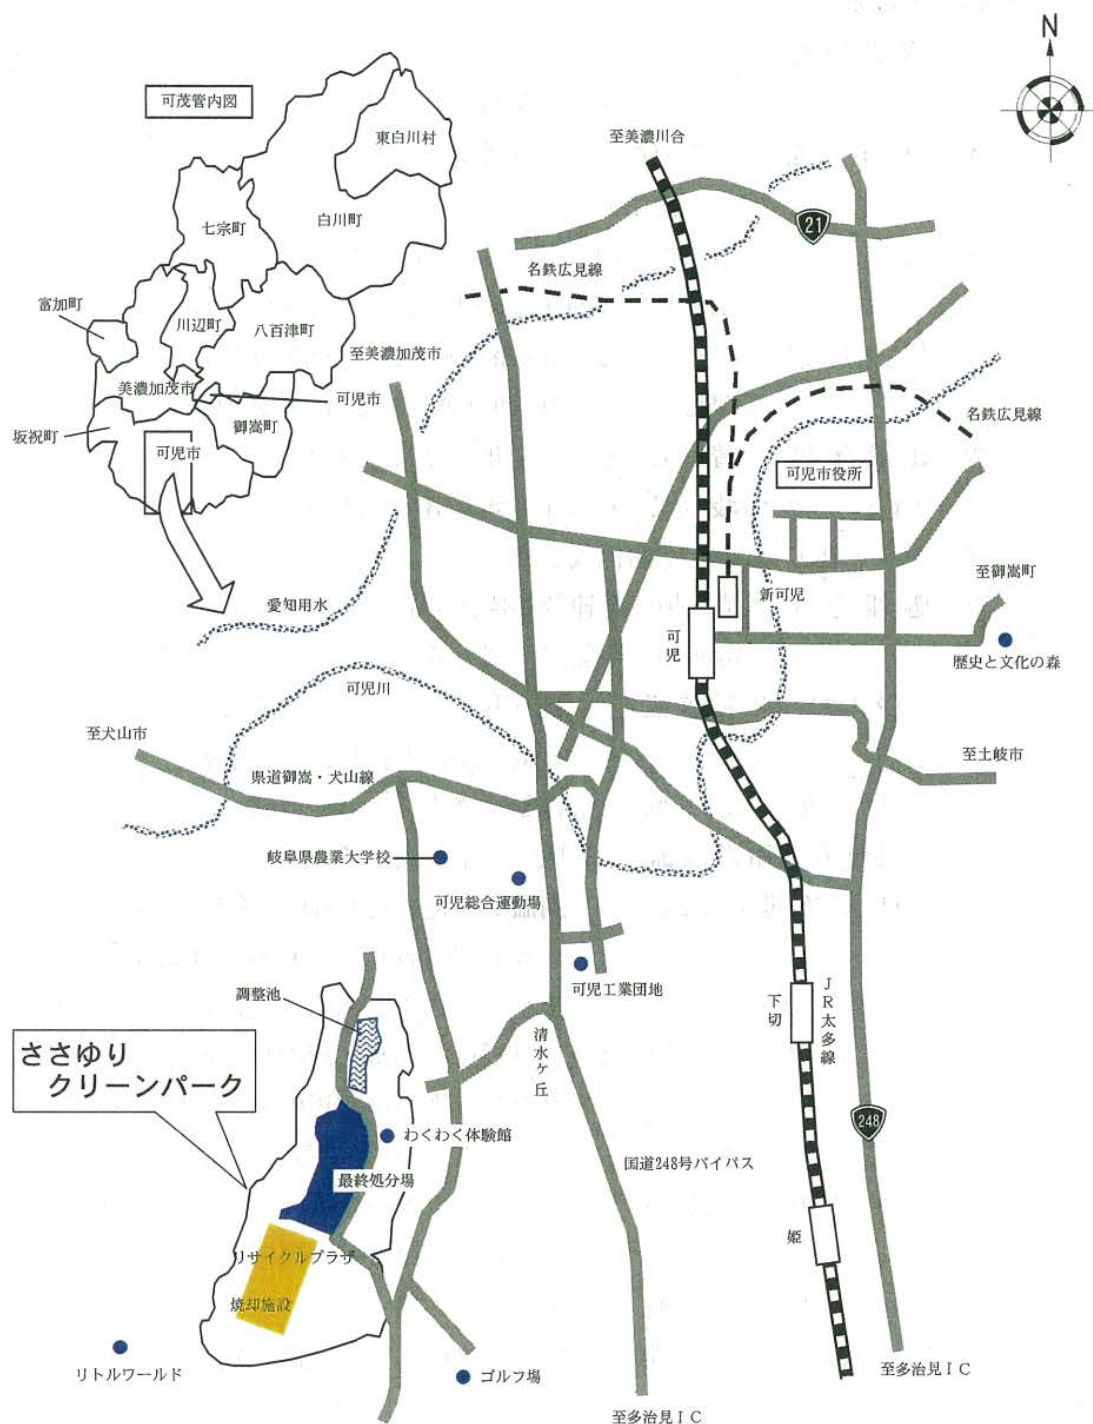 N
可茂管内図
東白川村
白川町
七宗町
富加町
川辺町
八百津町
美濃加茂市
可児市
坂祝町
御嵩町
可児市
至美濃川合
21
名鉄広見線
至美濃加茂市
名鉄広見線
可児市役所
至御嵩町
新可児
愛知用水
可児
歴史と文化の森
可児川
至犬山市
至土岐市
県道御嵩・犬山線
岐阜県農業大学校
可児総合運動場
可児工業団地
調整池
下切
JR太多線
ささゆり
クリーンパーク
清水ヶ丘
わくわく体験館
248
国道248号バイパス
最終処分場
姫
リサイクルプラザ
焼却施設
リトルワールド
ゴルフ場
至多治見IC
至多治見IC